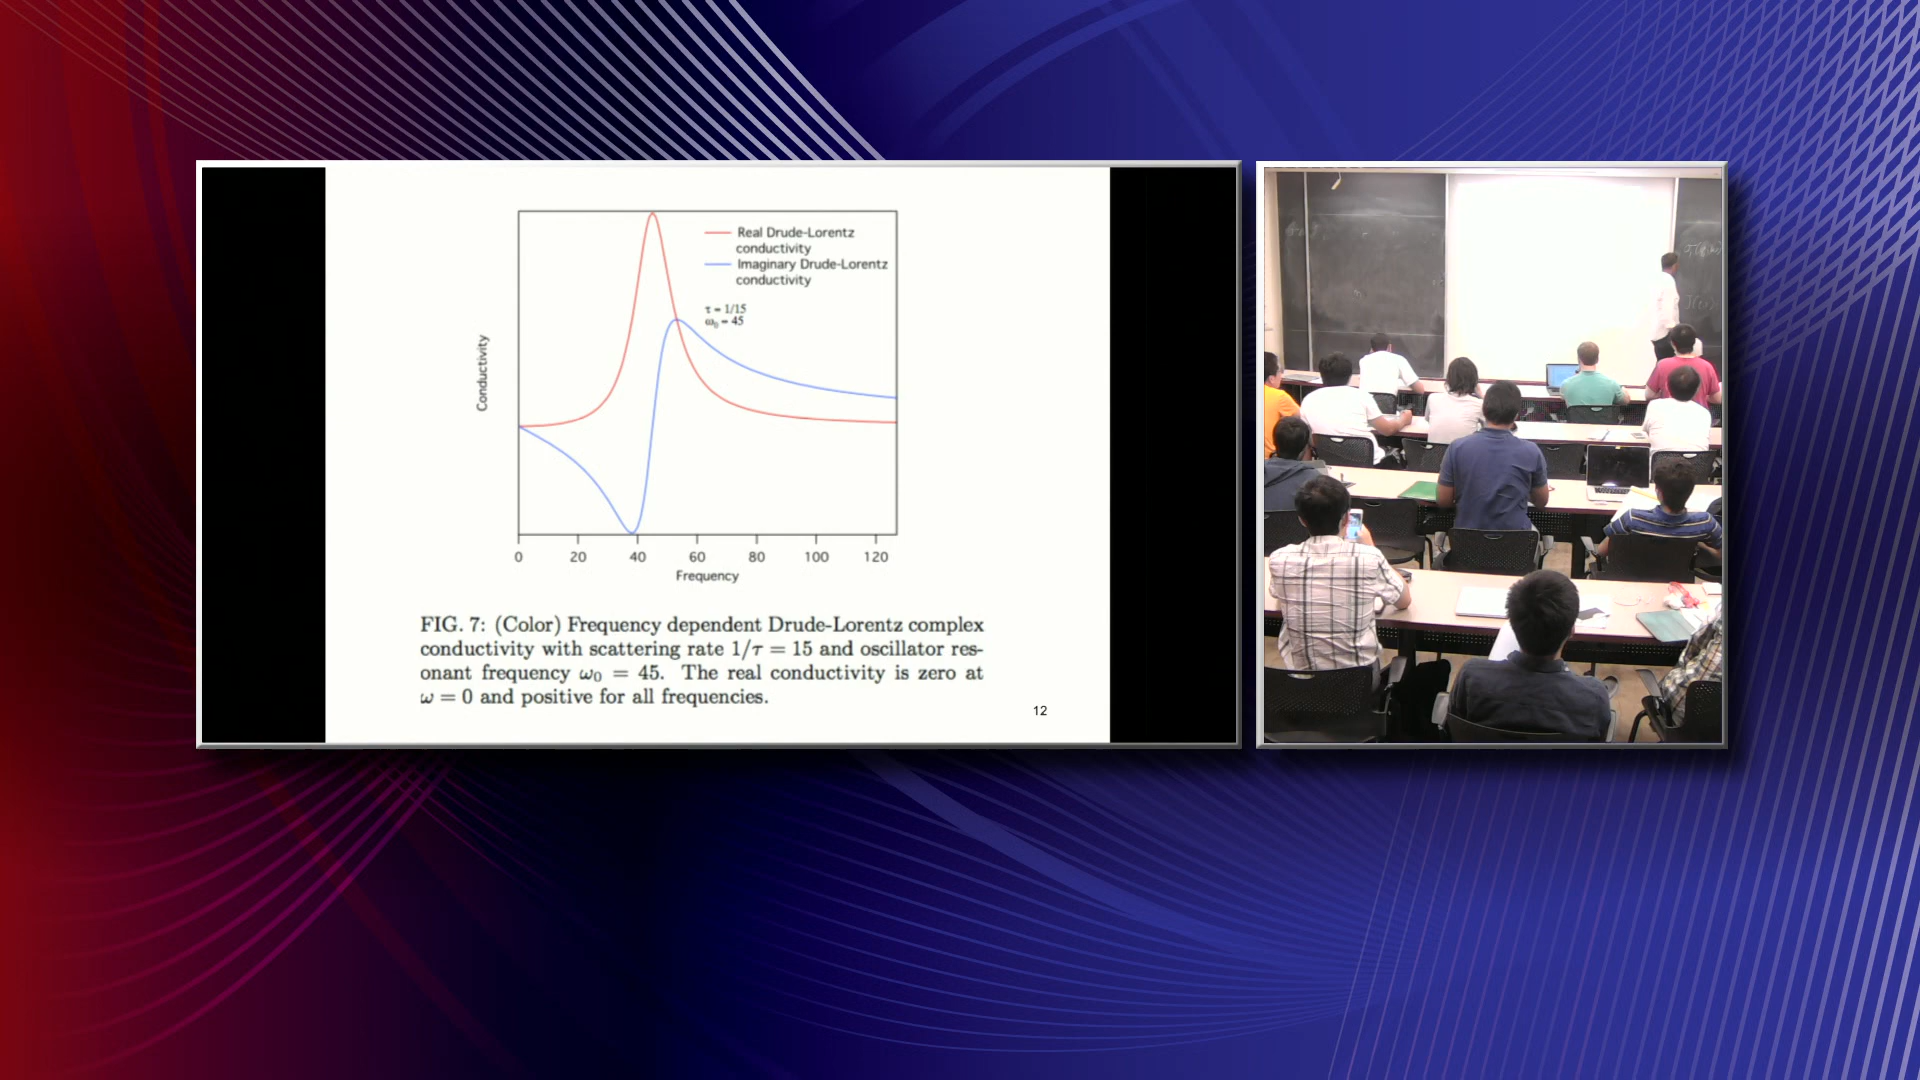 Real Drude-Lorentz
conductivity
Imaginary Drude-Lorentz
conductivity
τ = 1/15
ω₀ = 45
Conductivity
0 20 40 60 80 100 120
Frequency
FIG. 7: (Color) Frequency dependent Drude-Lorentz complex
conductivity with scattering rate 1/τ = 15 and oscillator res-
onant frequency ω₀ = 45. The real conductivity is zero at
ω = 0 and positive for all frequencies.
12